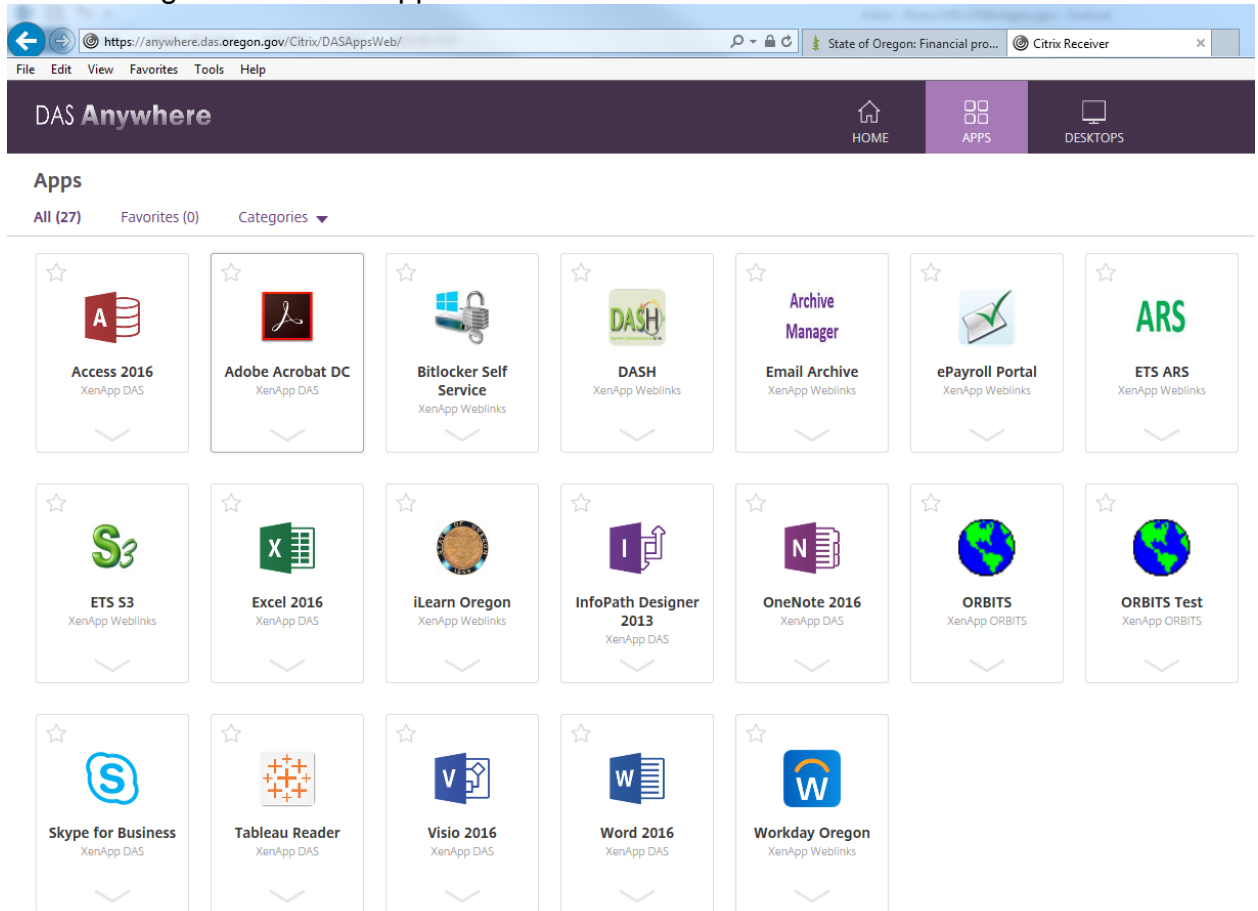 https://anywhere.das.oregon.gov/Citrix/DASAppsWeb/
State of Oregon: Financial pro...
Citrix Receiver
File Edit View Favorites Tools Help
DAS Anywhere
HOME
APPS
DESKTOPS
Apps
All (27) Favorites (0) Categories
A
Archive
Manager
DASH
ARS
Access 2016
XenApp DAS
Adobe Acrobat DC
XenApp DAS
Bitlocker Self
Service
XenApp Weblinks
DASH
XenApp Weblinks
Email Archive
XenApp Weblinks
ePayroll Portal
XenApp Weblinks
ETS ARS
XenApp Weblinks
S3
X
I
N
ETS S3
XenApp Weblinks
Excel 2016
XenApp DAS
iLearn Oregon
XenApp Weblinks
InfoPath Designer
2013
XenApp DAS
OneNote 2016
XenApp DAS
ORBITS
XenApp ORBITS
ORBITS Test
XenApp ORBITS
S
V
W
W
Skype for Business
XenApp DAS
Tableau Reader
XenApp DAS
Visio 2016
XenApp DAS
Word 2016
XenApp DAS
Workday Oregon
XenApp Weblinks